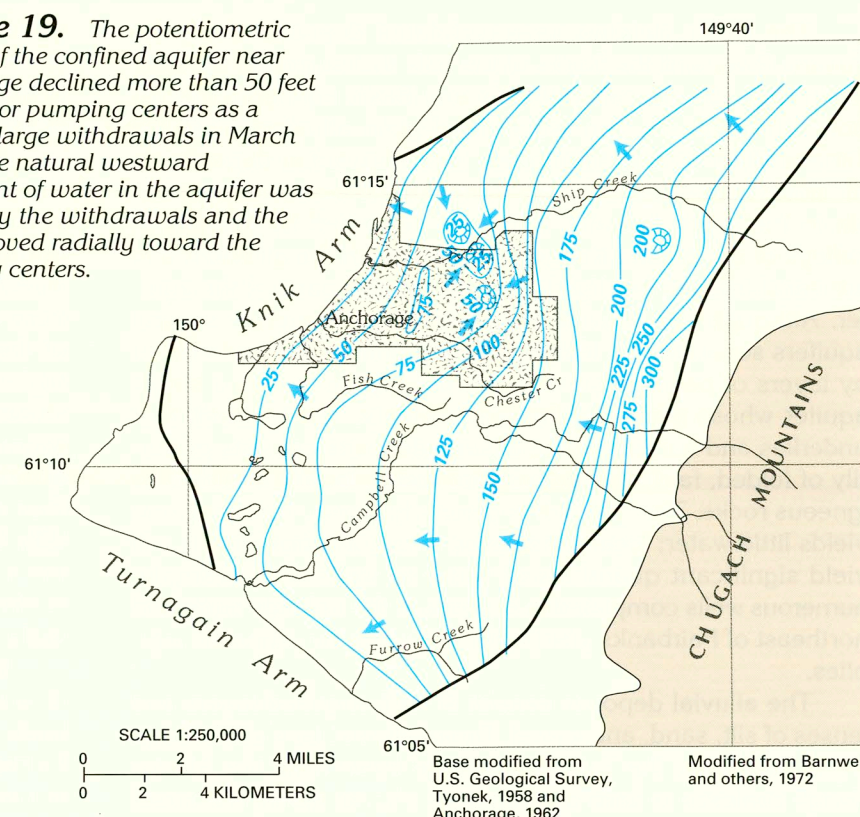 e 19. The potentiometric
f the confined aquifer near
ge declined more than 50 feet
or pumping centers as a
large withdrawals in March
e natural westward
nt of water in the aquifer was
y the withdrawals and the
oved radially toward the
g centers.
149°40'
61°15'
Ship Creek
Knik Arm
25
200
175
50
25
75
50
200
Anchorage
150°
50
100
250
75
25
Fish Creek
225
300
Chester Cr
275
125
Campbell Creek
61°10'
150
CHUGACH MOUNTAINS
Turnagain Arm
Furrow Creek
61°05'
SCALE 1:250,000
0 2 4 MILES
0 2 4 KILOMETERS
Base modified from
U.S. Geological Survey,
Tyonek, 1958 and
Anchorage, 1962
Modified from Barnwe
and others, 1972